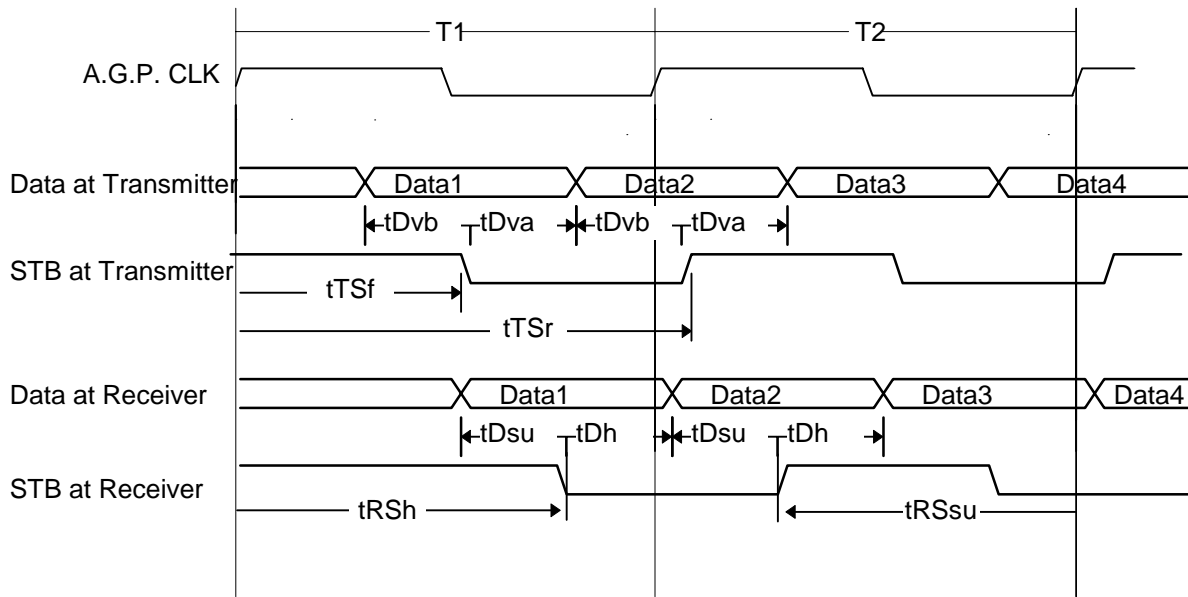 T1 T2
A.G.P. CLK
Data at Transmitter Data1 Data2 Data3 Data4
tDvb tDva tDvb tDva
STB at Transmitter
tTSf
tTSr
Data at Receiver Data1 Data2 Data3 Data4
tDsu tDh tDsu tDh
STB at Receiver
tRSh tRSsu